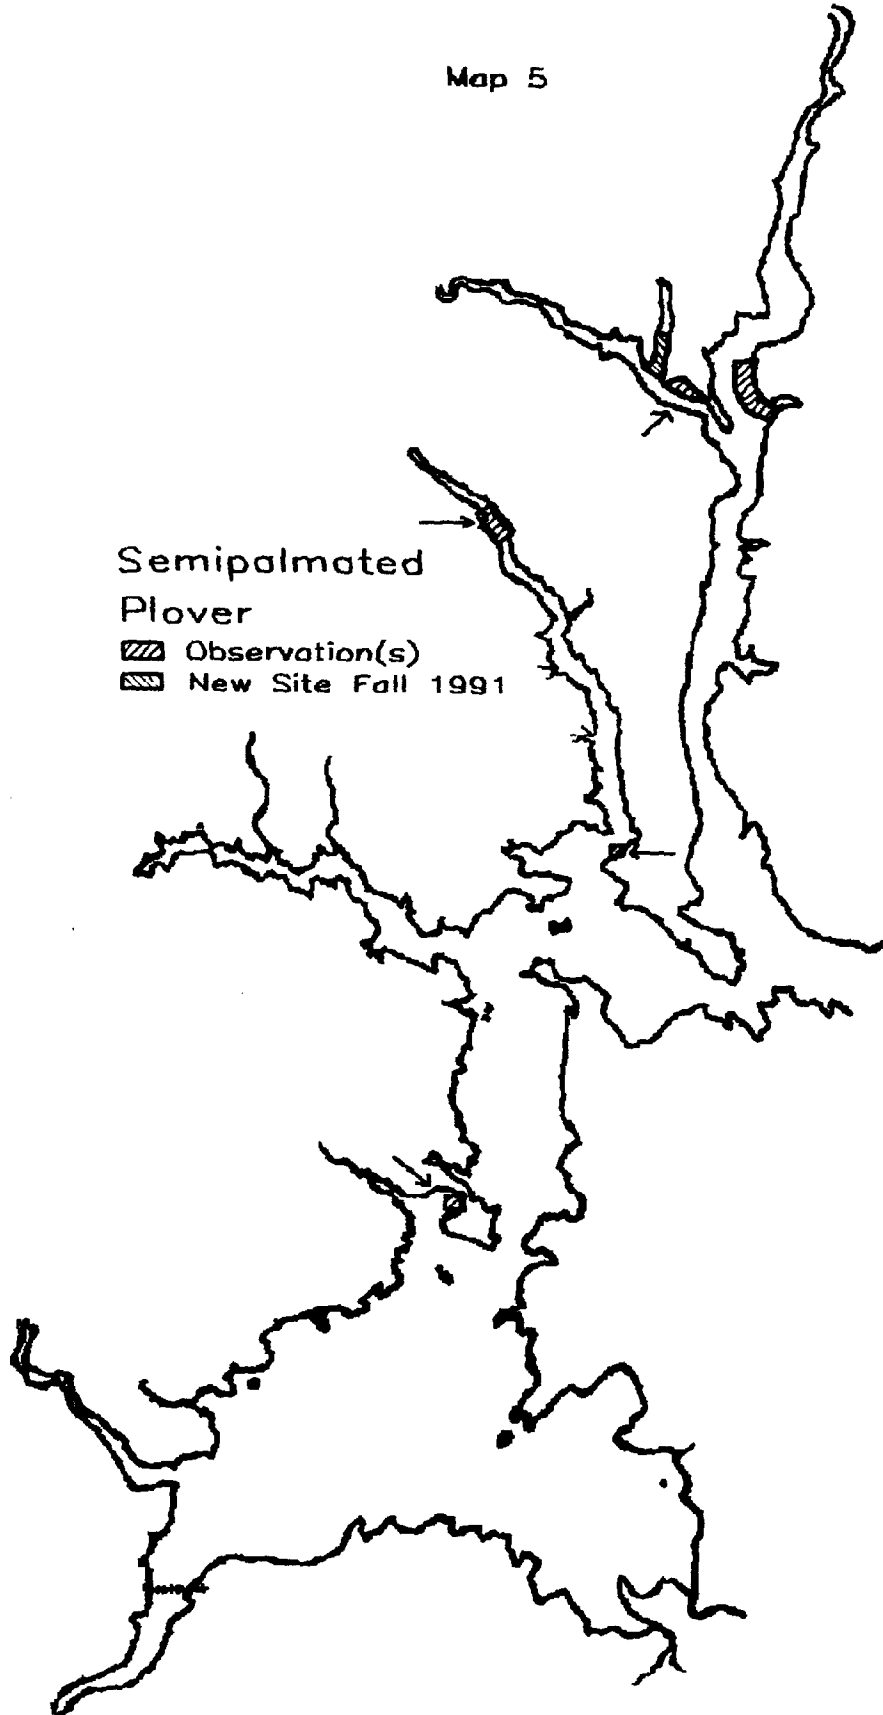 Map 5
Semipalmated
Plover
Observation(s)
New Site Fall 1991